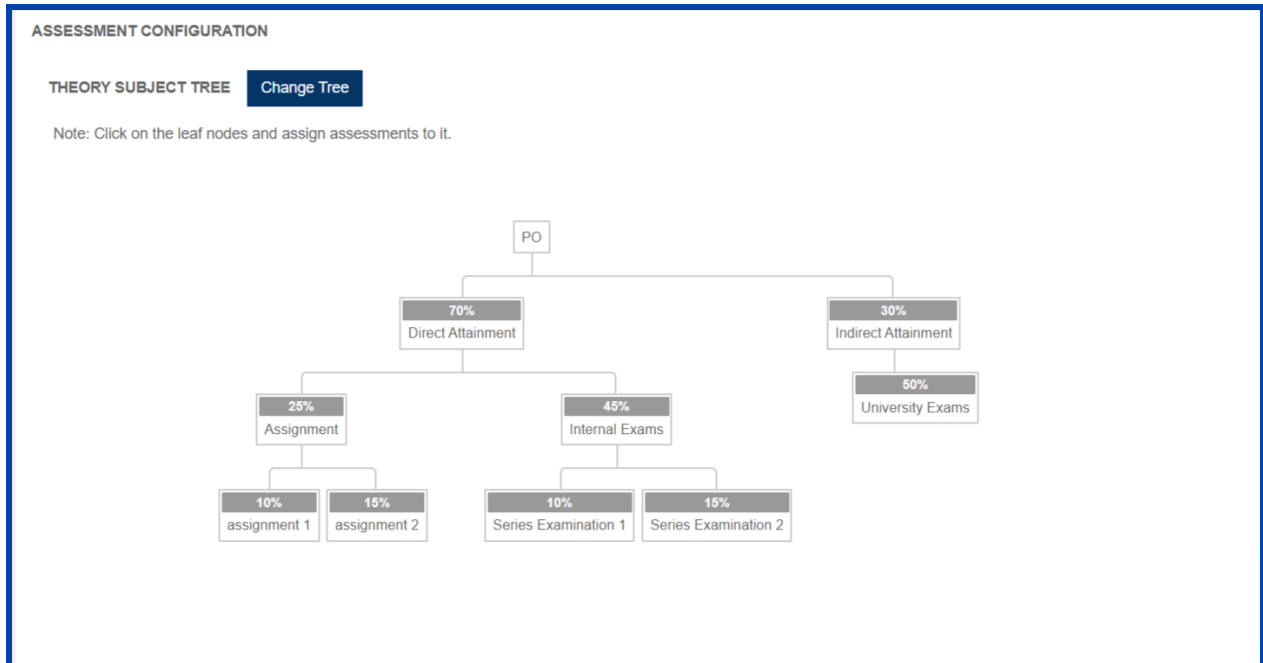 ASSESSMENT CONFIGURATION
THEORY SUBJECT TREE
Change Tree
Note: Click on the leaf nodes and assign assessments to it.
PO
70%
Direct Attainment
30%
Indirect Attainment
50%
University Exams
25%
Assignment
45%
Internal Exams
10%
assignment 1
15%
assignment 2
10%
Series Examination 1
15%
Series Examination 2